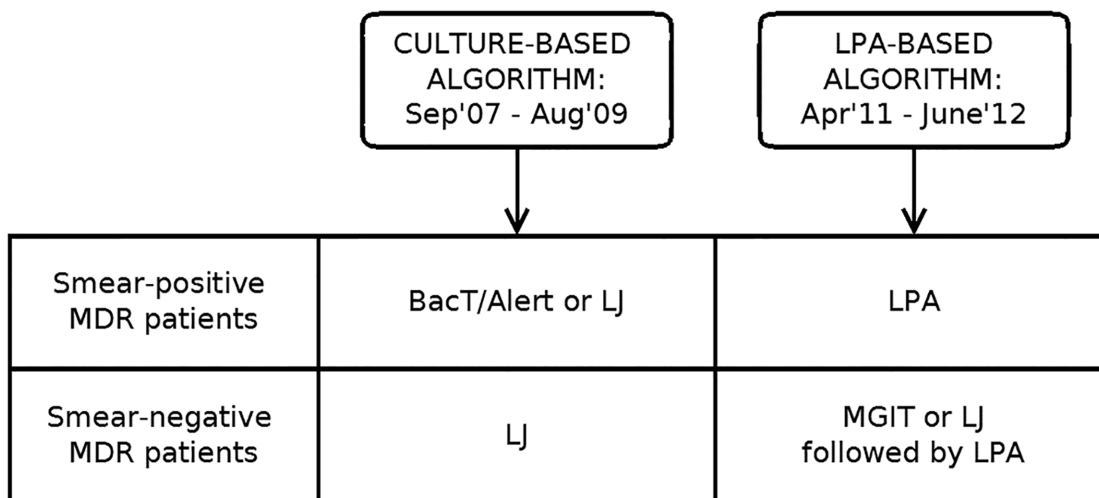 CULTURE-BASED
ALGORITHM:
Sep'07 - Aug'09
LPA-BASED
ALGORITHM:
Apr'11 - June'12
Smear-positive
MDR patients
BacT/Alert or LJ
LPA
Smear-negative
MDR patients
LJ
MGIT or LJ
followed by LPA